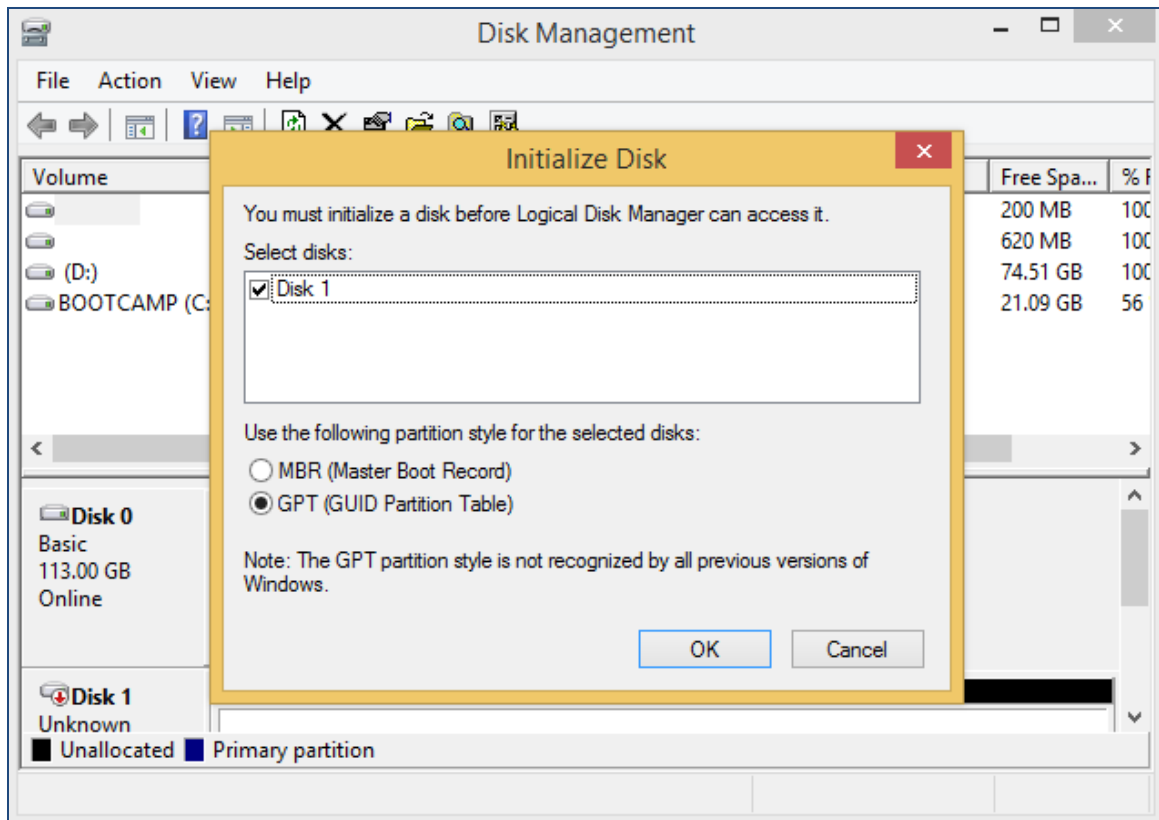 Disk Management
File Action View Help
Volume Free Spa... %
200 MB 100
620 MB 100
(D:) 74.51 GB 100
BOOTCAMP (C: 21.09 GB 56
Initialize Disk
You must initialize a disk before Logical Disk Manager can access it.
Select disks:
Disk 1
Use the following partition style for the selected disks:
MBR (Master Boot Record)
GPT (GUID Partition Table)
Note: The GPT partition style is not recognized by all previous versions of
Windows.
OK Cancel
Disk 0
Basic
113.00 GB
Online
Disk 1
Unknown
Unallocated Primary partition